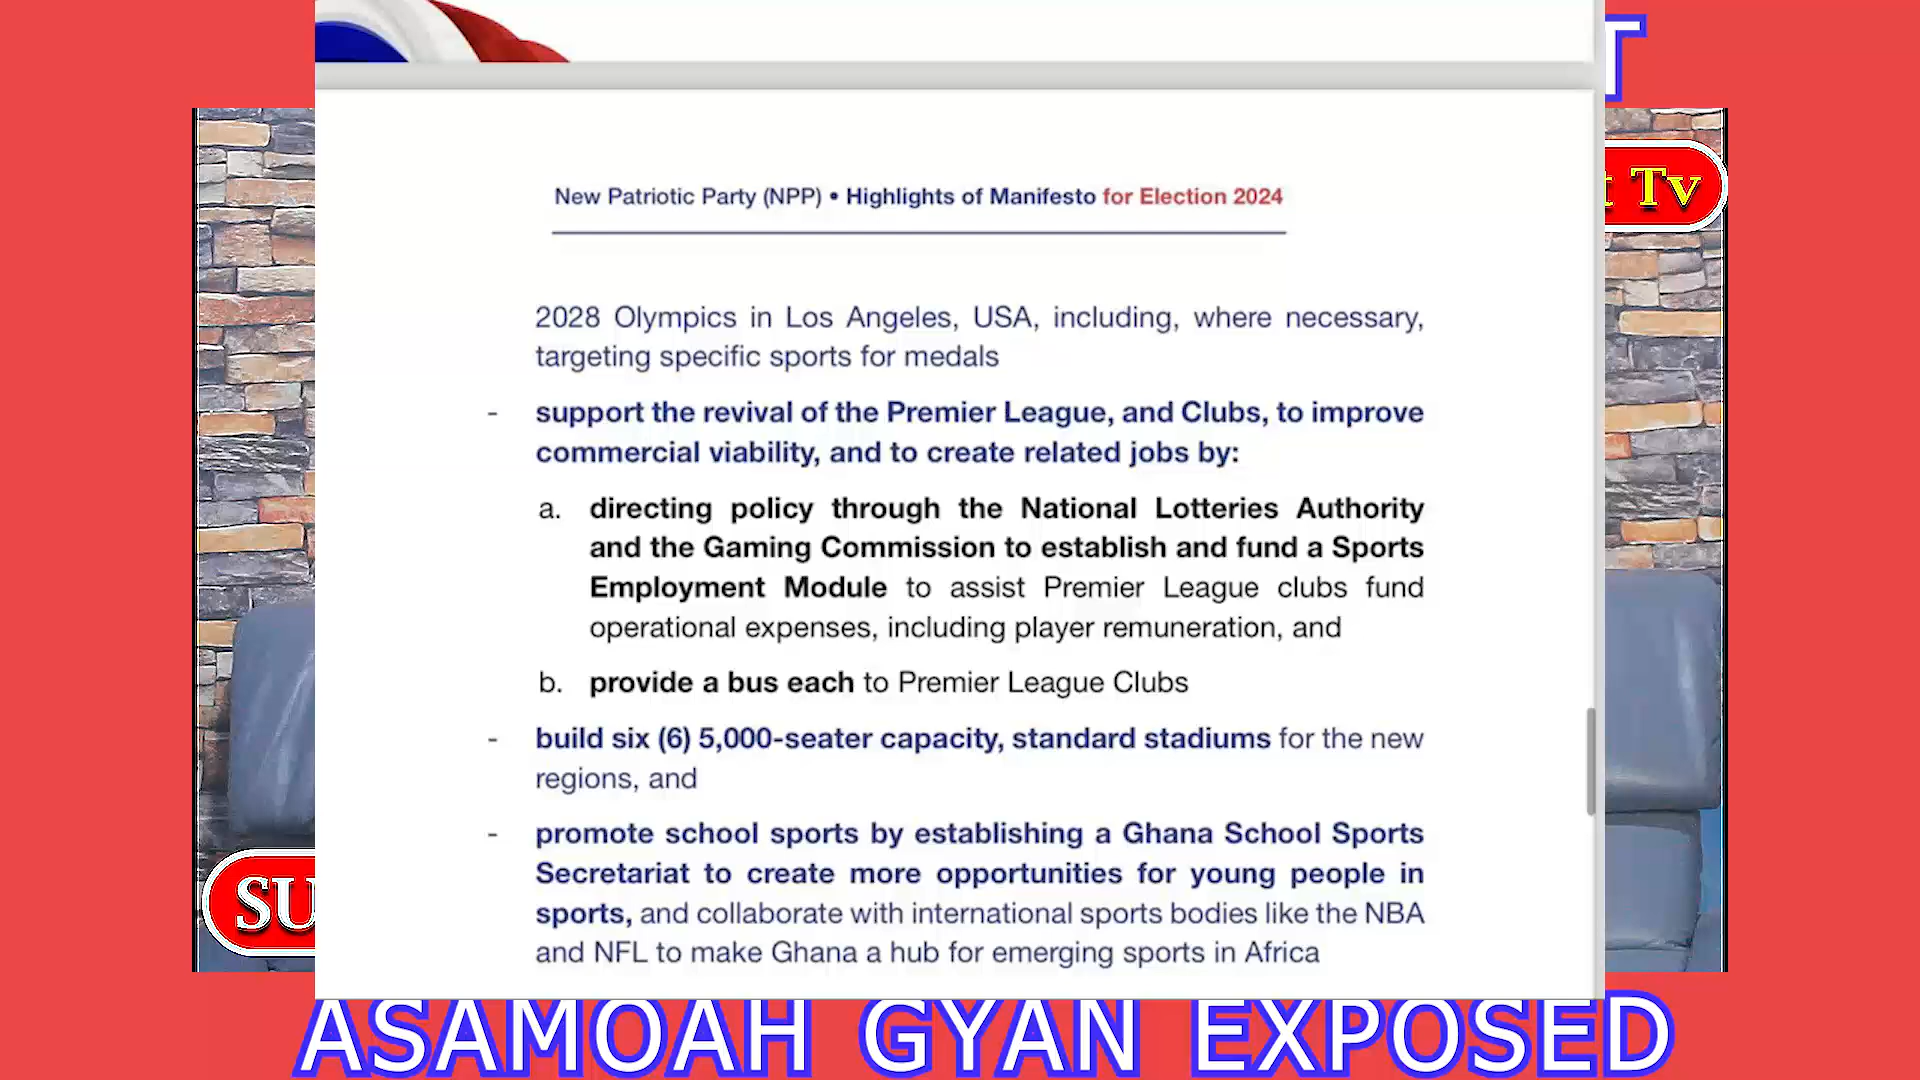 T
t Tv
New Patriotic Party (NPP) • Highlights of Manifesto for Election 2024
2028 Olympics in Los Angeles, USA, including, where necessary,
targeting specific sports for medals
- support the revival of the Premier League, and Clubs, to improve
commercial viability, and to create related jobs by:
a. directing policy through the National Lotteries Authority
and the Gaming Commission to establish and fund a Sports
Employment Module to assist Premier League clubs fund
operational expenses, including player remuneration, and
b. provide a bus each to Premier League Clubs
- build six (6) 5,000-seater capacity, standard stadiums for the new
regions, and
- promote school sports by establishing a Ghana School Sports
Secretariat to create more opportunities for young people in
sports, and collaborate with international sports bodies like the NBA
and NFL to make Ghana a hub for emerging sports in Africa
SU
ASAMOAH GYAN EXPOSED